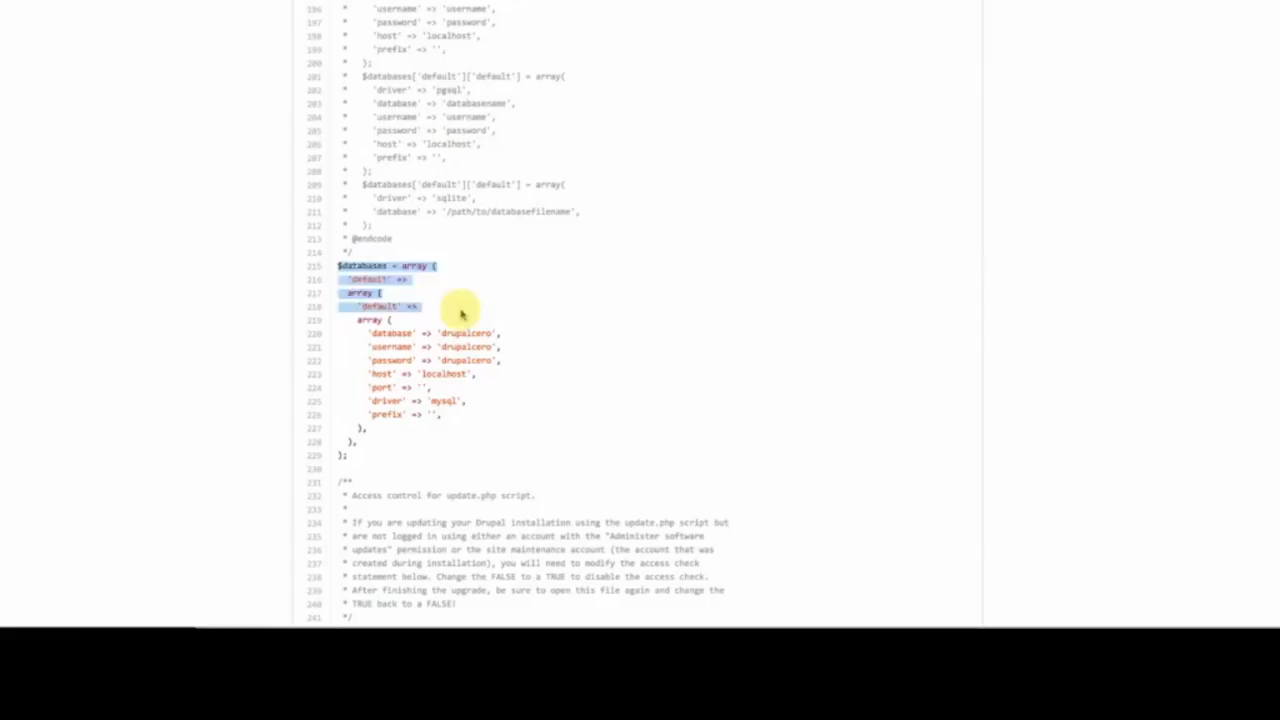 196 *     'username' => 'username',
197 *     'password' => 'password',
198 *     'host' => 'localhost',
199 *     'prefix' => '',
200 *   );
201 *   $databases['default']['default'] = array(
202 *     'driver' => 'pgsql',
203 *     'database' => 'databasename',
204 *     'username' => 'username',
205 *     'password' => 'password',
206 *     'host' => 'localhost',
207 *     'prefix' => '',
208 *   );
209 *   $databases['default']['default'] = array(
210 *     'driver' => 'sqlite',
211 *     'database' => '/path/to/databasefilename',
212 *   );
213 * @endcode
214 */
215 $databases = array (
216   'default' =>
217   array (
218     'default' =>
219     array (
220       'database' => 'drupalcero',
221       'username' => 'drupalcero',
222       'password' => 'drupalcero',
223       'host' => 'localhost',
224       'port' => '',
225       'driver' => 'mysql',
226       'prefix' => '',
227     ),
228   ),
229 );
230
231 /**
232 * Access control for update.php script.
233 *
234 * If you are updating your Drupal installation using the update.php script but
235 * are not logged in using either an account with the "Administer software
236 * updates" permission or the site maintenance account (the account that was
237 * created during installation), you will need to modify the access check
238 * statement below. Change the FALSE to a TRUE to disable the access check.
239 * After finishing the upgrade, be sure to open this file again and change the
240 * TRUE back to a FALSE!
241 */